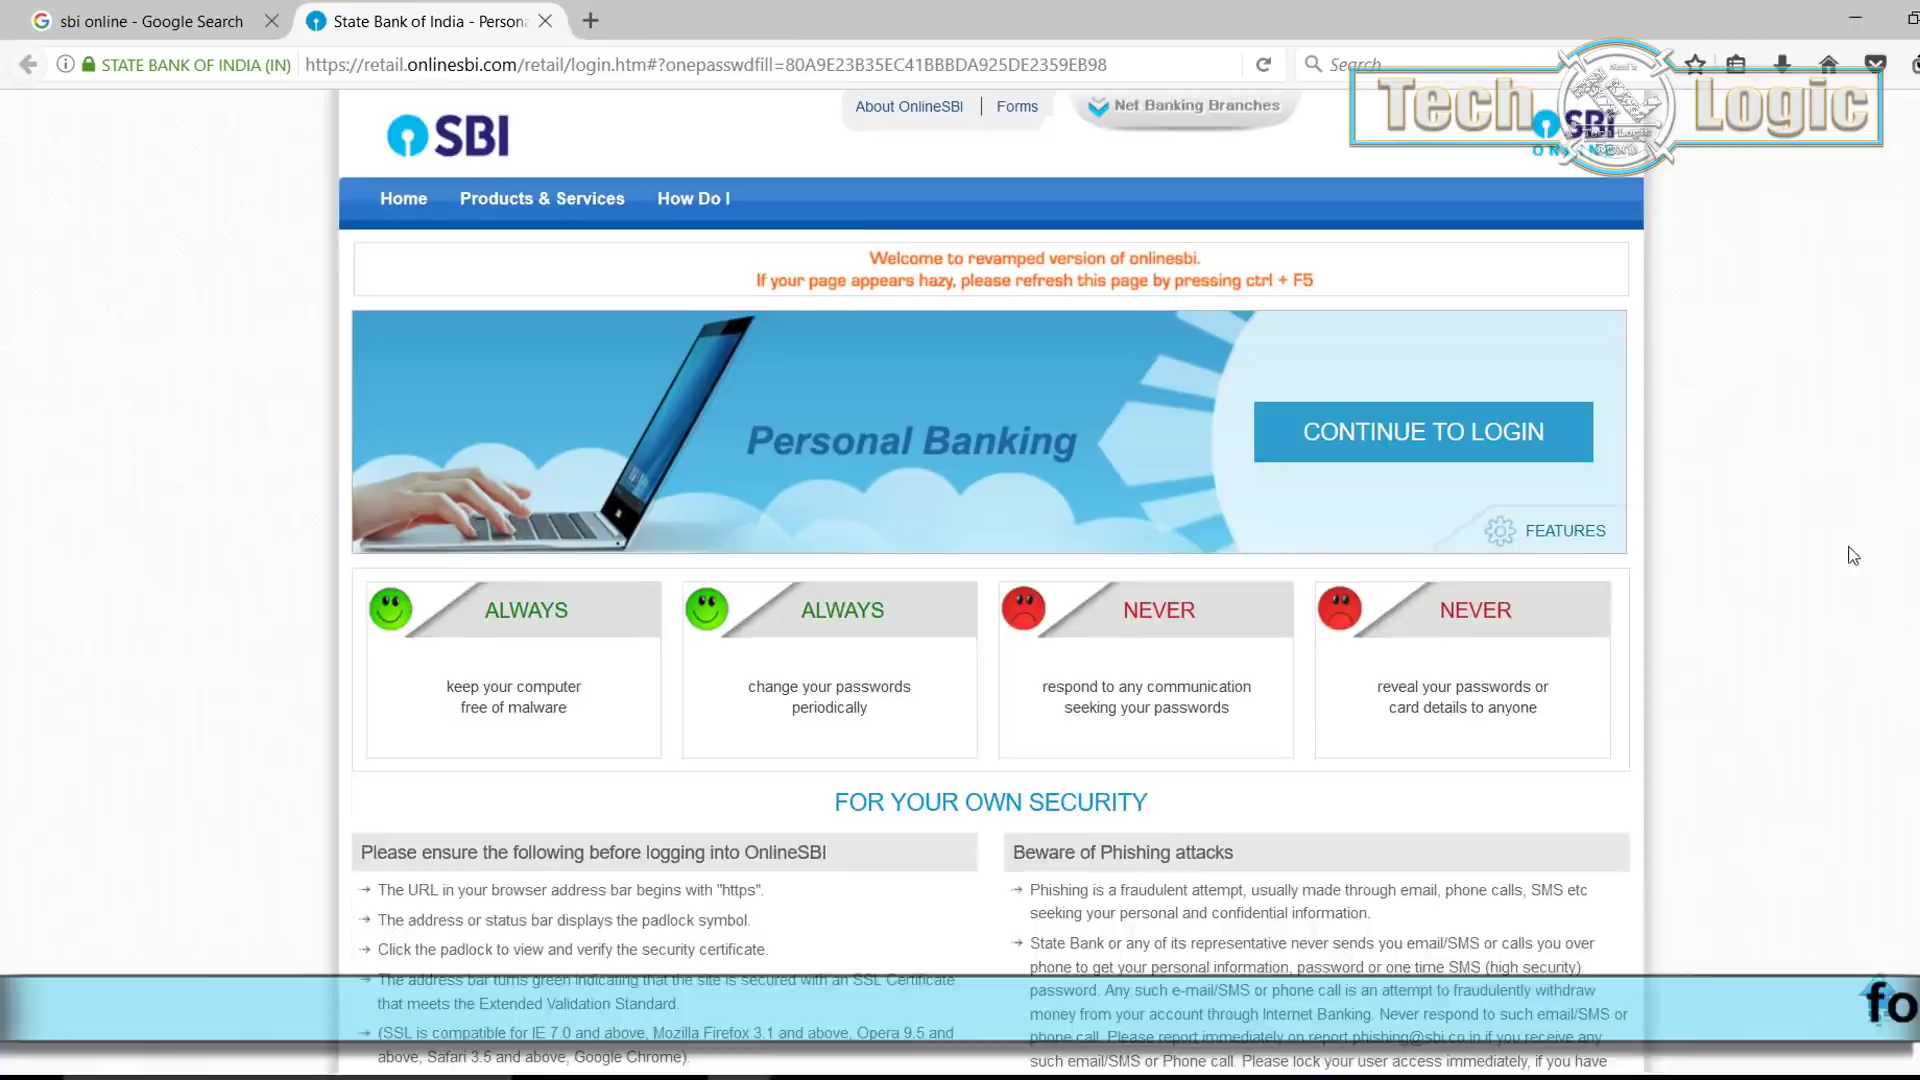 sbi online - Google Search
State Bank of India - Persona
STATE BANK OF INDIA (IN)
https://retail.onlinesbi.com/retail/login.htm#?onepasswdfill=80A9E23B35EC41BBBDA925DE2359EB98
Search
Tech Logic
SBI
About OnlineSBI
Forms
Net Banking Branches
SBI
Home
Products & Services
How Do I
Welcome to revamped version of onlinesbi.
If your page appears hazy, please refresh this page by pressing ctrl + F5
Personal Banking
CONTINUE TO LOGIN
FEATURES
ALWAYS
keep your computer
free of malware
ALWAYS
change your passwords
periodically
NEVER
respond to any communication
seeking your passwords
NEVER
reveal your passwords or
card details to anyone
FOR YOUR OWN SECURITY
Please ensure the following before logging into OnlineSBI
The URL in your browser address bar begins with "https".
The address or status bar displays the padlock symbol.
Click the padlock to view and verify the security certificate.
The address bar turns green indicating that the site is secured with an SSL Certificate
that meets the Extended Validation Standard.
(SSL is compatible for IE 7.0 and above, Mozilla Firefox 3.1 and above, Opera 9.5 and
above, Safari 3.5 and above, Google Chrome).
Beware of Phishing attacks
Phishing is a fraudulent attempt, usually made through email, phone calls, SMS etc
seeking your personal and confidential information.
State Bank or any of its representative never sends you email/SMS or calls you over
phone to get your personal information, password or one time SMS (high security)
password. Any such e-mail/SMS or phone call is an attempt to fraudulently withdraw
money from your account through Internet Banking. Never respond to such email/SMS or
phone call. Please report immediately on report.phishing@sbi.co.in if you receive any
such email/SMS or Phone call. Please lock your user access immediately, if you have
fo